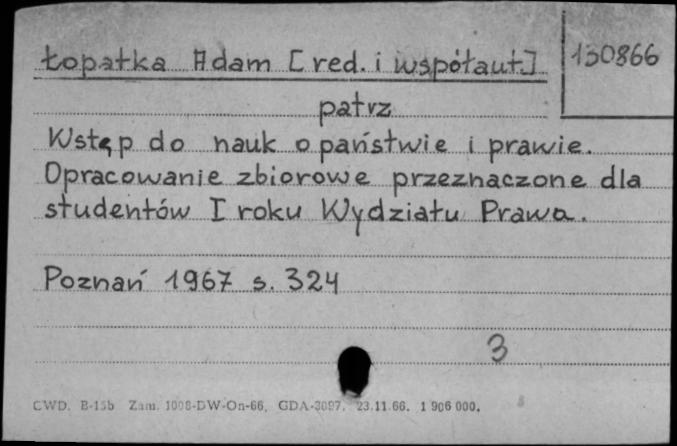 Łopatka Adam [red. i współaut.] 130866
patrz
Wstęp do nauk o państwie i prawie.
Opracowanie zbiorowe przeznaczone dla
studentów I roku Wydziału Prawa.
Poznań 1967 s. 324
3
CWD. B-15b Zam. 1008-DW-On-66. GDA-3097. 23.11.66. 1 906 000.